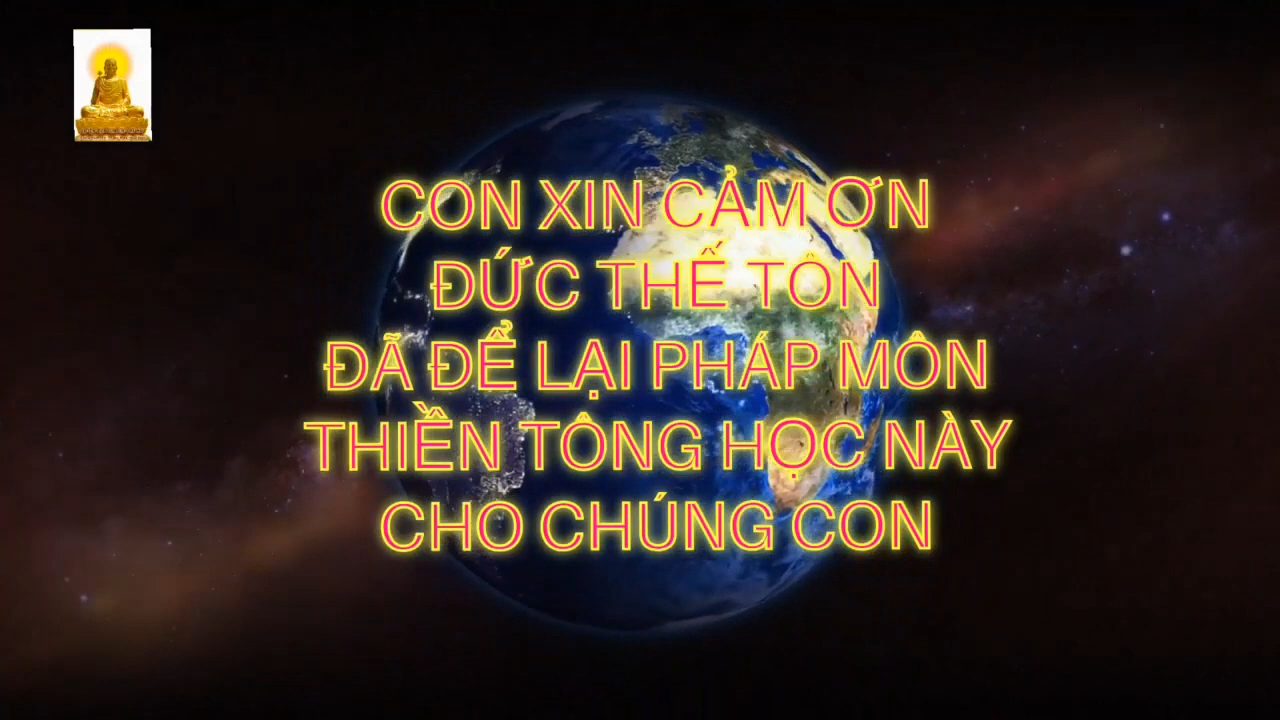 CON XIN CẢM ƠN
ĐỨC THẾ TÔN
ĐÃ ĐỂ LẠI PHÁP MÔN
THIỀN TÔNG HỌC NÀY
CHO CHÚNG CON